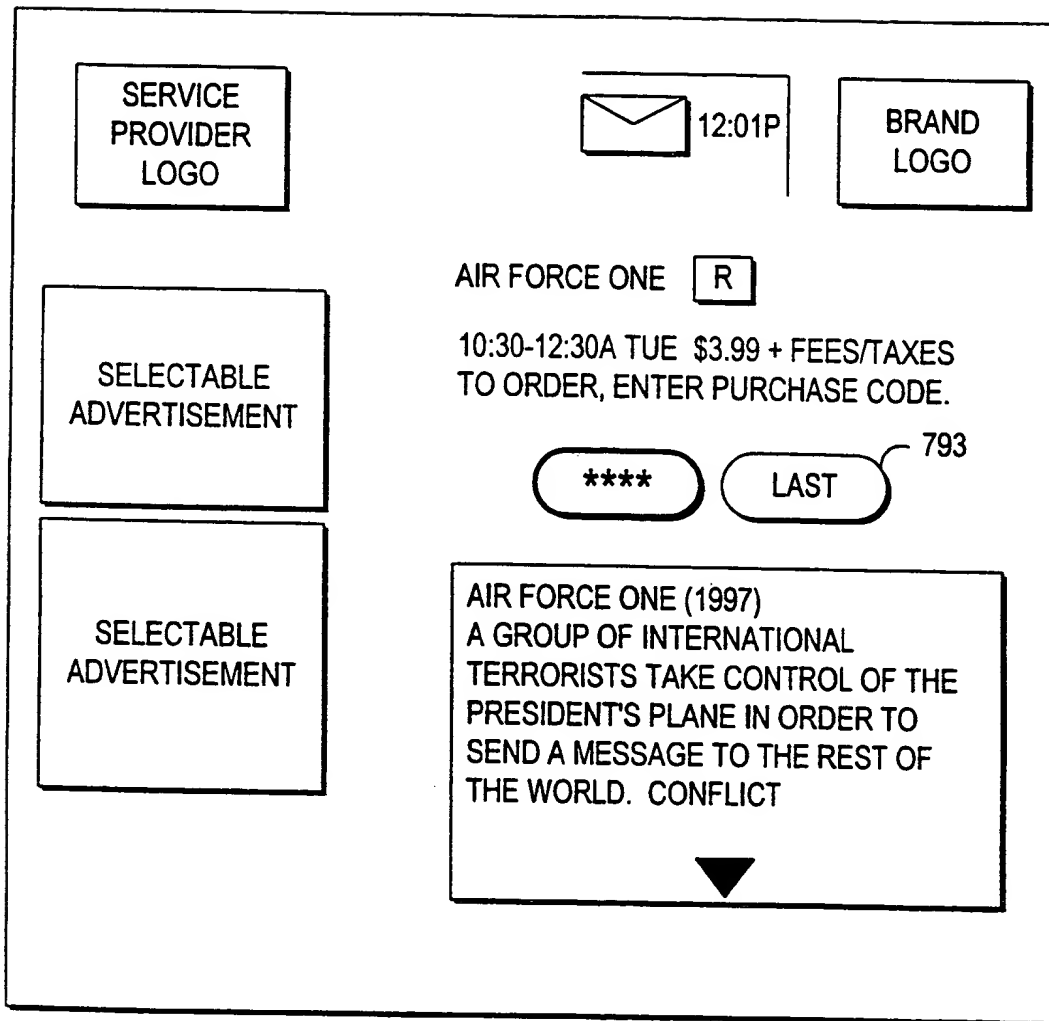 SERVICE
PROVIDER
LOGO
12:01P
BRAND
LOGO
AIR FORCE ONE R
10:30-12:30A TUE $3.99 + FEES/TAXES
TO ORDER, ENTER PURCHASE CODE.
**** LAST 793
SELECTABLE
ADVERTISEMENT
SELECTABLE
ADVERTISEMENT
AIR FORCE ONE (1997)
A GROUP OF INTERNATIONAL
TERRORISTS TAKE CONTROL OF THE
PRESIDENT'S PLANE IN ORDER TO
SEND A MESSAGE TO THE REST OF
THE WORLD. CONFLICT